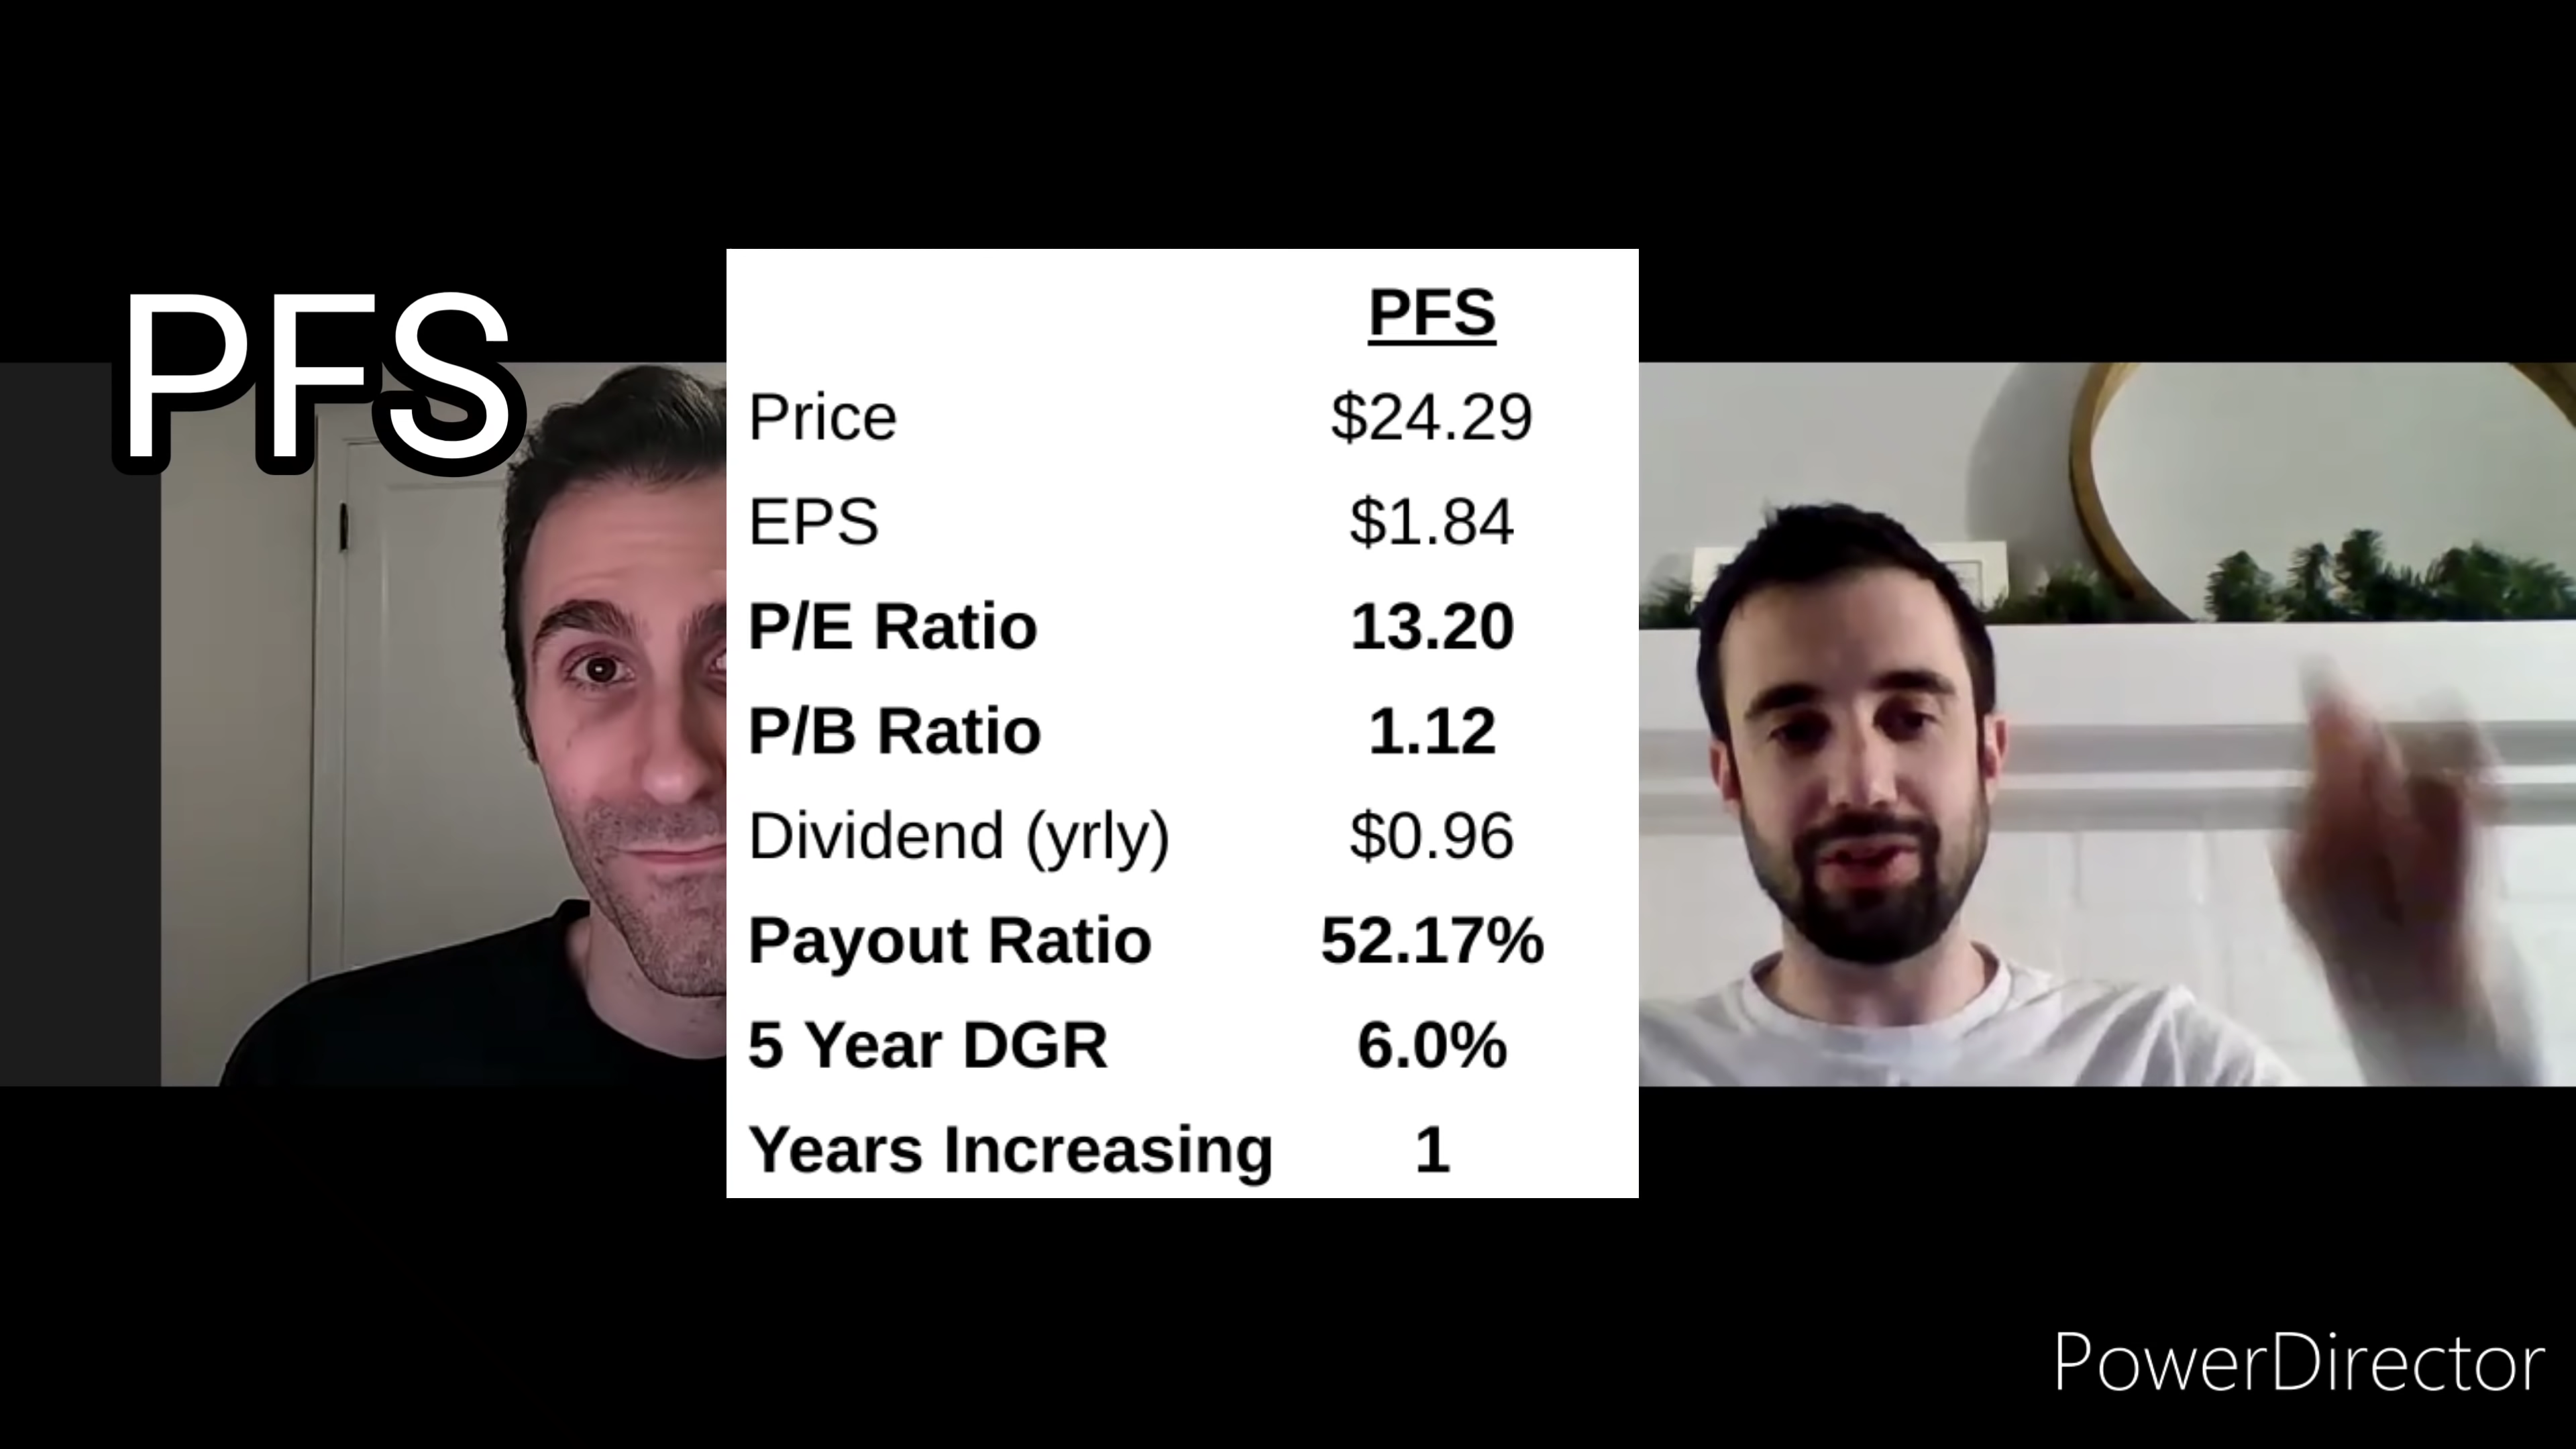 PFS
PFS
Price $24.29
EPS $1.84
P/E Ratio 13.20
P/B Ratio 1.12
Dividend (yrly) $0.96
Payout Ratio 52.17%
5 Year DGR 6.0%
Years Increasing 1
PowerDirector